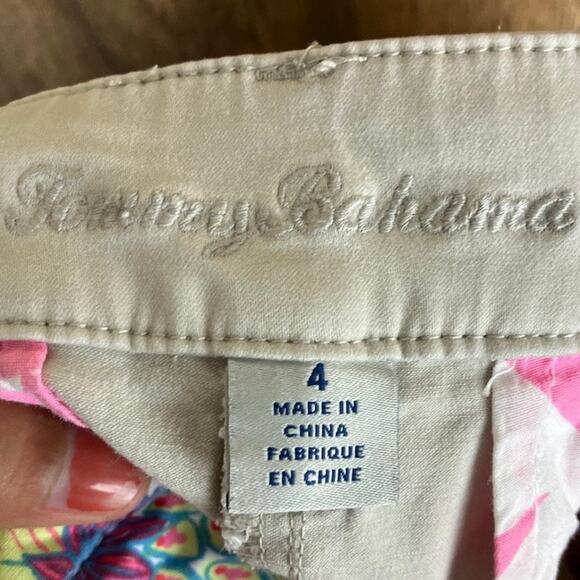 Tommy Bahama
4
MADE IN
CHINA
FABRIQUE
EN CHINE